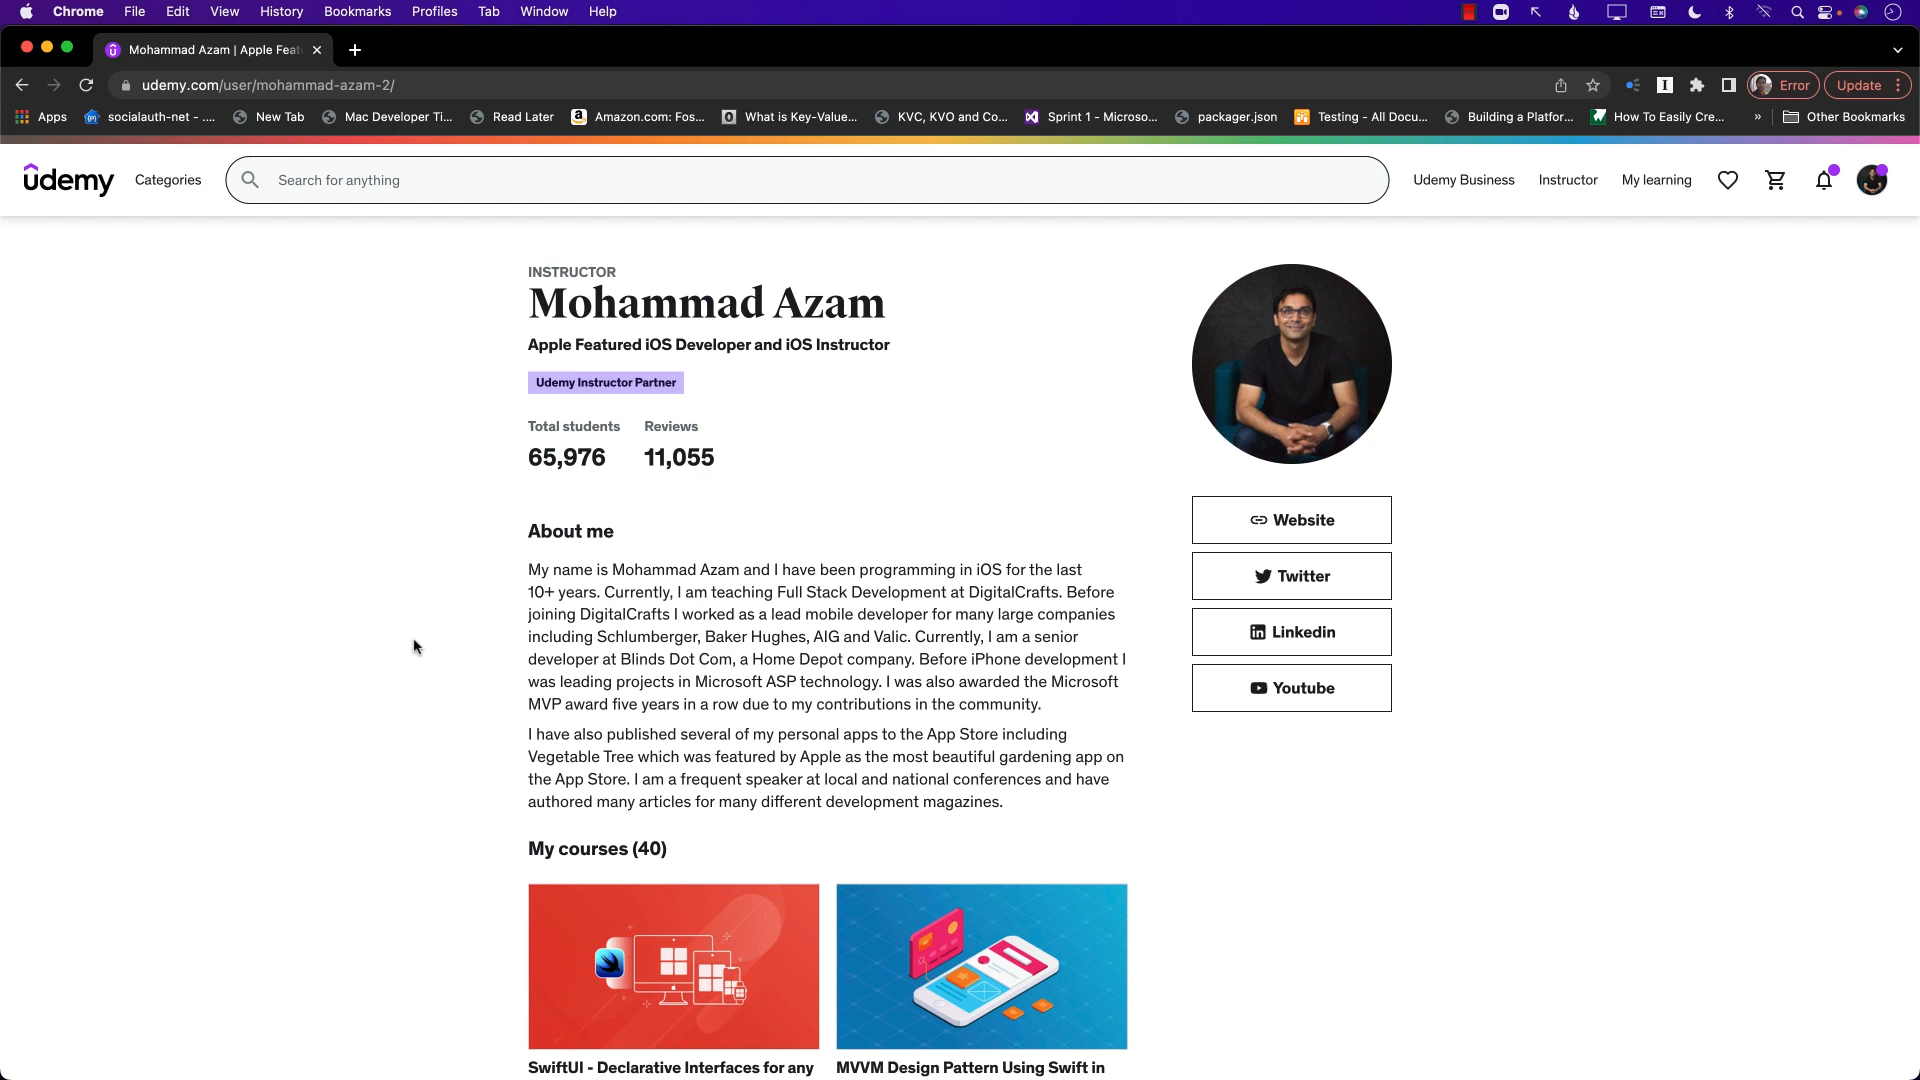 Chrome File Edit View History Bookmarks Profiles Tab Window Help
Mohammad Azam | Apple Feat
udemy.com/user/mohammad-azam-2/
Error
Update
Apps
socialauth-net - ....
New Tab
Mac Developer Ti...
Read Later
Amazon.com: Fos...
What is Key-Value...
KVC, KVO and Co...
Sprint 1 - Microso...
packager.json
Testing - All Docu...
Building a Platfor...
How To Easily Cre...
»
Other Bookmarks
udemy
Categories
Search for anything
Udemy Business
Instructor
My learning
INSTRUCTOR
Mohammad Azam
Apple Featured iOS Developer and iOS Instructor
Udemy Instructor Partner
Total students Reviews
65,976 11,055
About me
My name is Mohammad Azam and I have been programming in iOS for the last
10+ years. Currently, I am teaching Full Stack Development at DigitalCrafts. Before
joining DigitalCrafts I worked as a lead mobile developer for many large companies
including Schlumberger, Baker Hughes, AIG and Valic. Currently, I am a senior
developer at Blinds Dot Com, a Home Depot company. Before iPhone development I
was leading projects in Microsoft ASP technology. I was also awarded the Microsoft
MVP award five years in a row due to my contributions in the community.
I have also published several of my personal apps to the App Store including
Vegetable Tree which was featured by Apple as the most beautiful gardening app on
the App Store. I am a frequent speaker at local and national conferences and have
authored many articles for many different development magazines.
Website
Twitter
Linkedin
Youtube
My courses (40)
SwiftUI - Declarative Interfaces for any
MVVM Design Pattern Using Swift in